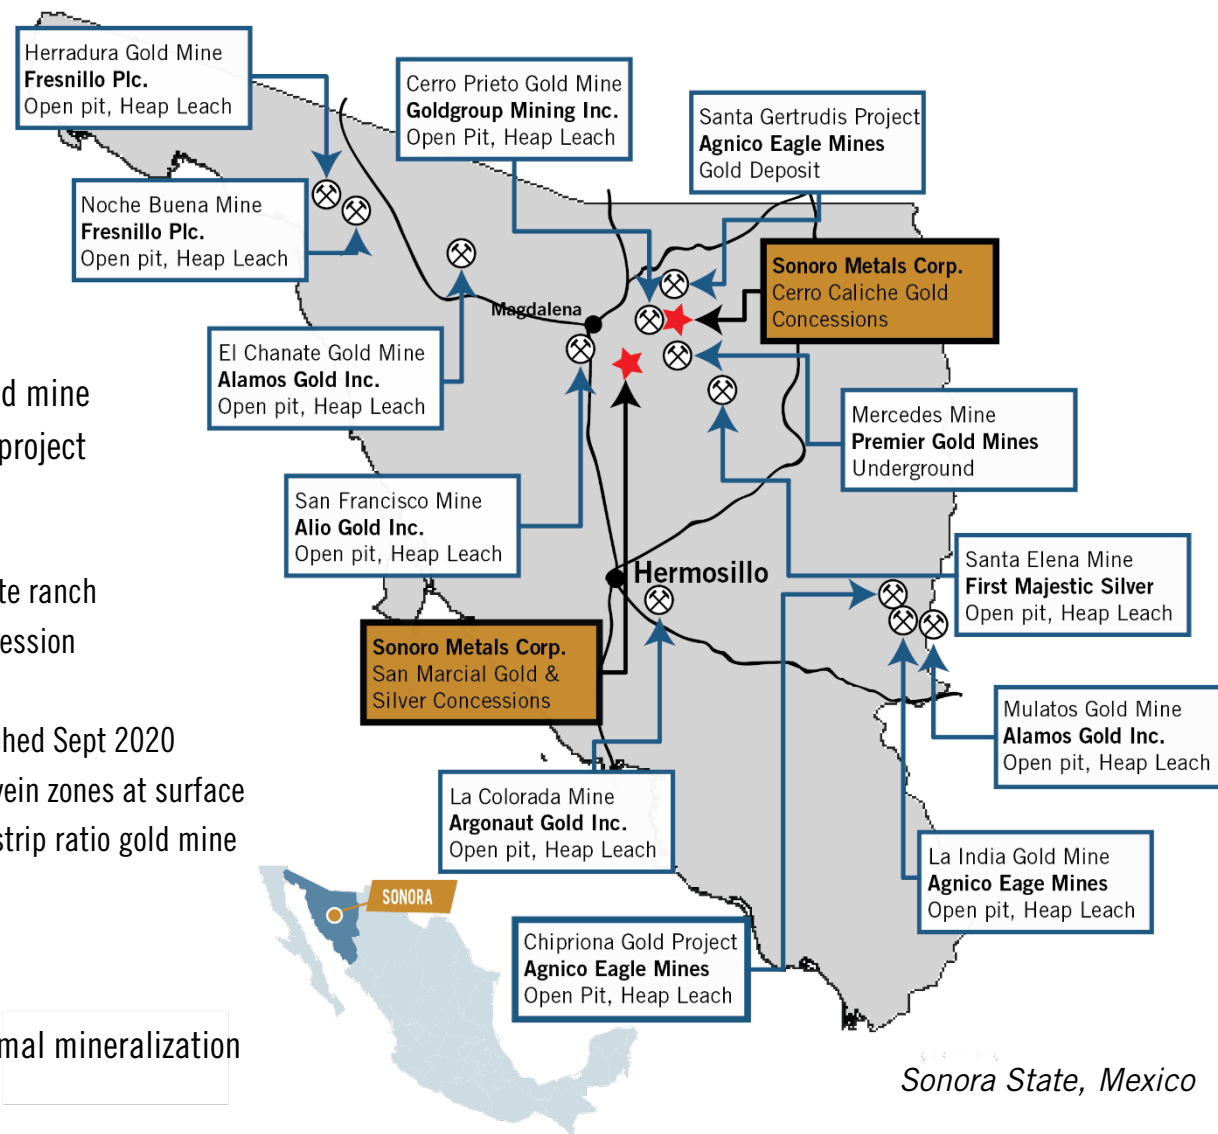 Herradura Gold Mine
Fresnillo Plc.
Open pit, Heap Leach
Cerro Prieto Gold Mine
Goldgroup Mining Inc.
Open Pit, Heap Leach
Santa Gertrudis Project
Agnico Eagle Mines
Gold Deposit
Noche Buena Mine
Fresnillo Plc.
Open pit, Heap Leach
Sonoro Metals Corp.
Cerro Caliche Gold
Concessions
Magdalena
El Chanate Gold Mine
Alamos Gold Inc.
Open pit, Heap Leach
d mine
project
Mercedes Mine
Premier Gold Mines
Underground
San Francisco Mine
Alio Gold Inc.
Open pit, Heap Leach
Hermosillo
Santa Elena Mine
First Majestic Silver
Open pit, Heap Leach
te ranch
ession
Sonoro Metals Corp.
San Marcial Gold &
Silver Concessions
Mulatos Gold Mine
Alamos Gold Inc.
Open pit, Heap Leach
ched Sept 2020
vein zones at surface
strip ratio gold mine
La Colorada Mine
Argonaut Gold Inc.
Open pit, Heap Leach
La India Gold Mine
Agnico Eage Mines
Open pit, Heap Leach
SONORA
Chipriona Gold Project
Agnico Eagle Mines
Open Pit, Heap Leach
mal mineralization
Sonora State, Mexico